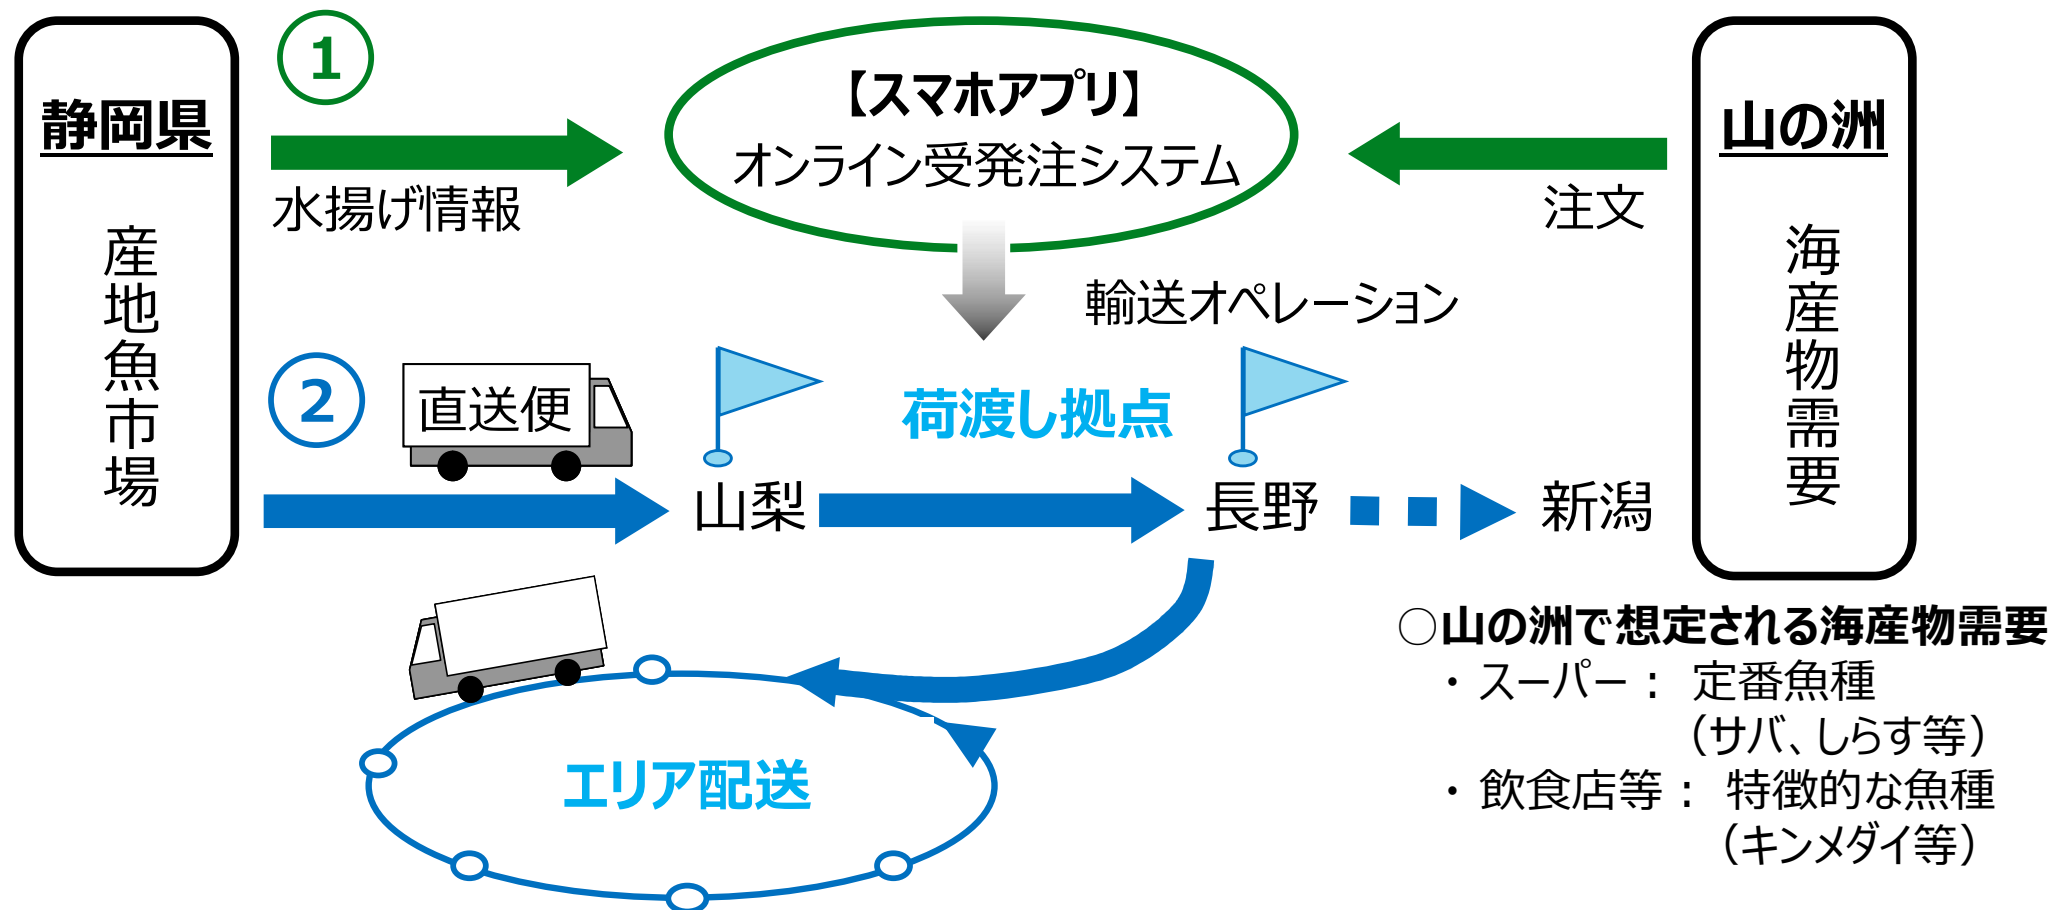 静岡県
産地魚市場
①
水揚げ情報
【スマホアプリ】
オンライン受発注システム
注文
山の洲
海産物需要
輸送オペレーション
②
直送便
荷渡し拠点
山梨
長野
新潟
エリア配送
○山の洲で想定される海産物需要
・スーパー： 定番魚種
（サバ、しらす等）
・飲食店等： 特徴的な魚種
（キンメダイ等）